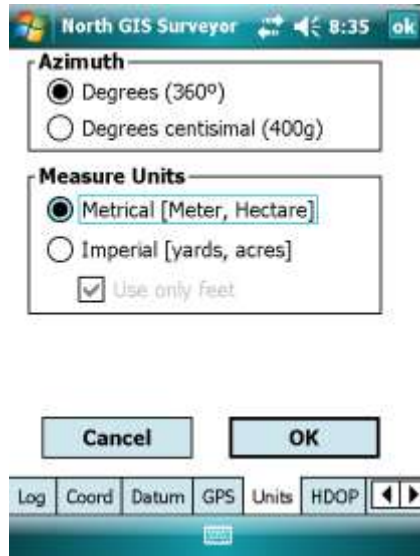 North GIS Surveyor 8:35 ok
Azimuth
Degrees (360º)
Degrees centisimal (400g)
Measure Units
Metrical [Meter, Hectare]
Imperial [yards, acres]
Use only feet
Cancel OK
Log Coord Datum GPS Units HDOP